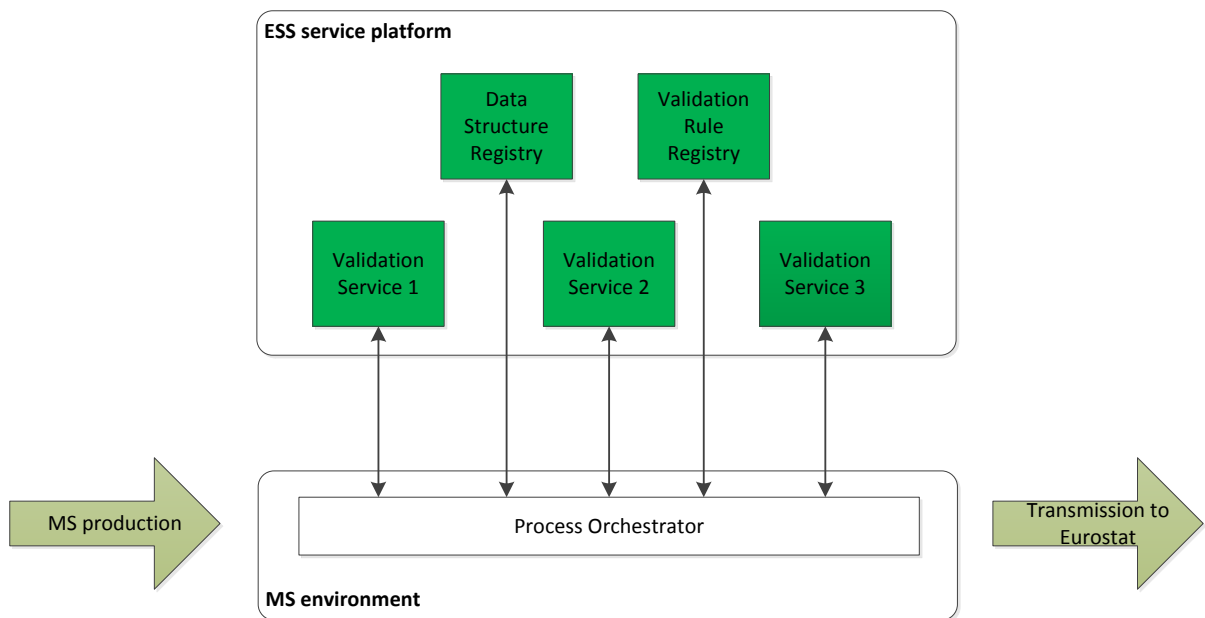 ESS service platform
Data
Structure
Registry
Validation
Rule
Registry
Validation
Service 1
Validation
Service 2
Validation
Service 3
MS production
Process Orchestrator
Transmission to
Eurostat
MS environment